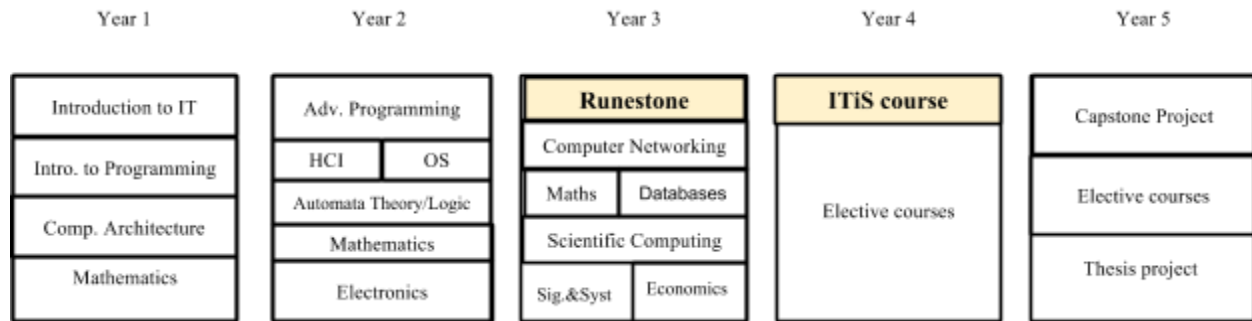 Year 1
Year 2
Year 3
Year 4
Year 5
Introduction to IT
Intro. to Programming
Comp. Architecture
Mathematics
Adv. Programming
HCI
OS
Automata Theory/Logic
Mathematics
Electronics
Runestone
Computer Networking
Maths
Databases
Scientific Computing
Sig.&Syst
Economics
ITiS course
Elective courses
Capstone Project
Elective courses
Thesis project